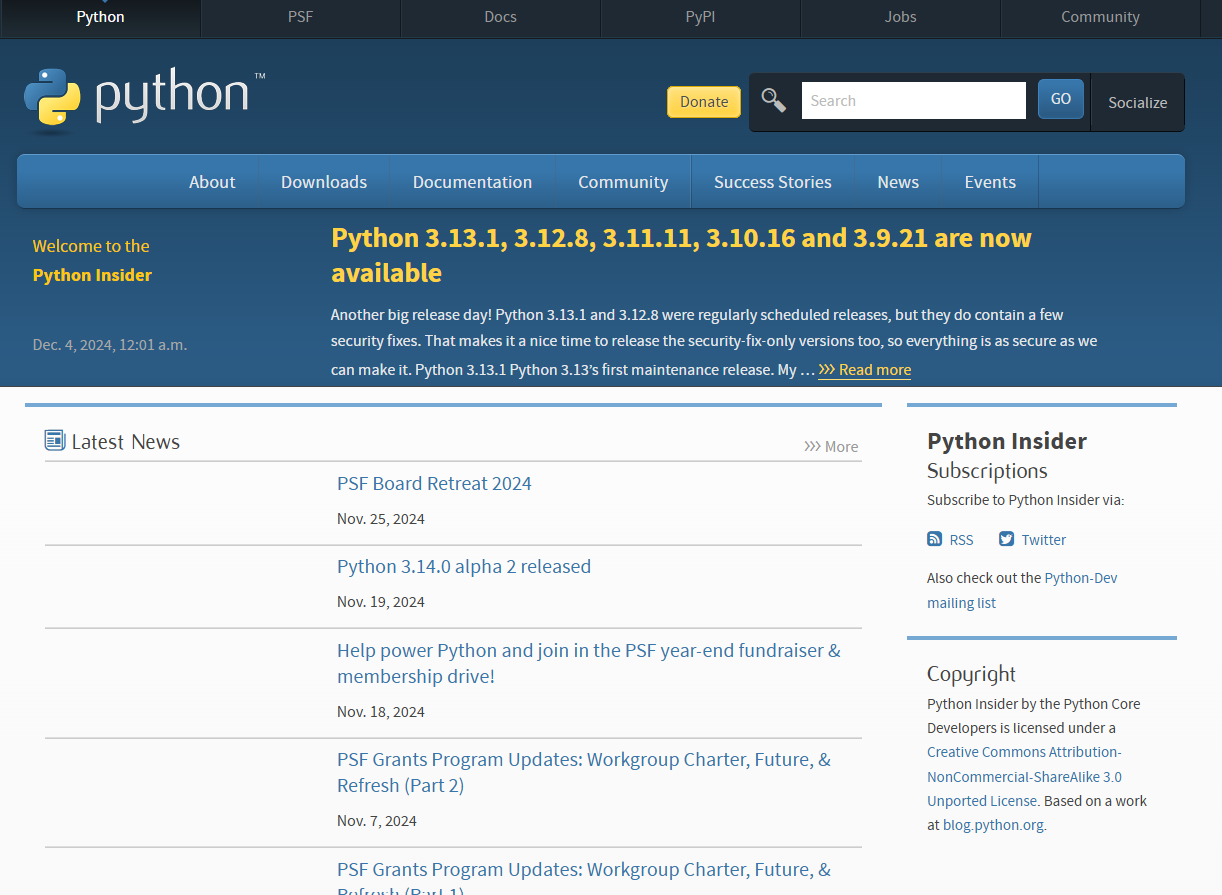 Python
PSF
Docs
PyPI
Jobs
Community
python™
Donate
Search
GO
Socialize
About
Downloads
Documentation
Community
Success Stories
News
Events
Welcome to the
Python Insider
Dec. 4, 2024, 12:01 a.m.
Python 3.13.1, 3.12.8, 3.11.11, 3.10.16 and 3.9.21 are now
available
Another big release day! Python 3.13.1 and 3.12.8 were regularly scheduled releases, but they do contain a few
security fixes. That makes it a nice time to release the security-fix-only versions too, so everything is as secure as we
can make it. Python 3.13.1 Python 3.13’s first maintenance release. My … >>> Read more
Latest News
>>> More
PSF Board Retreat 2024
Nov. 25, 2024
Python 3.14.0 alpha 2 released
Nov. 19, 2024
Help power Python and join in the PSF year-end fundraiser &
membership drive!
Nov. 18, 2024
PSF Grants Program Updates: Workgroup Charter, Future, &
Refresh (Part 2)
Nov. 7, 2024
PSF Grants Program Updates: Workgroup Charter, Future, &
Refresh (Part 1)
Python Insider
Subscriptions
Subscribe to Python Insider via:
RSS
Twitter
Also check out the Python-Dev
mailing list
Copyright
Python Insider by the Python Core
Developers is licensed under a
Creative Commons Attribution-
NonCommercial-ShareAlike 3.0
Unported License. Based on a work
at blog.python.org.